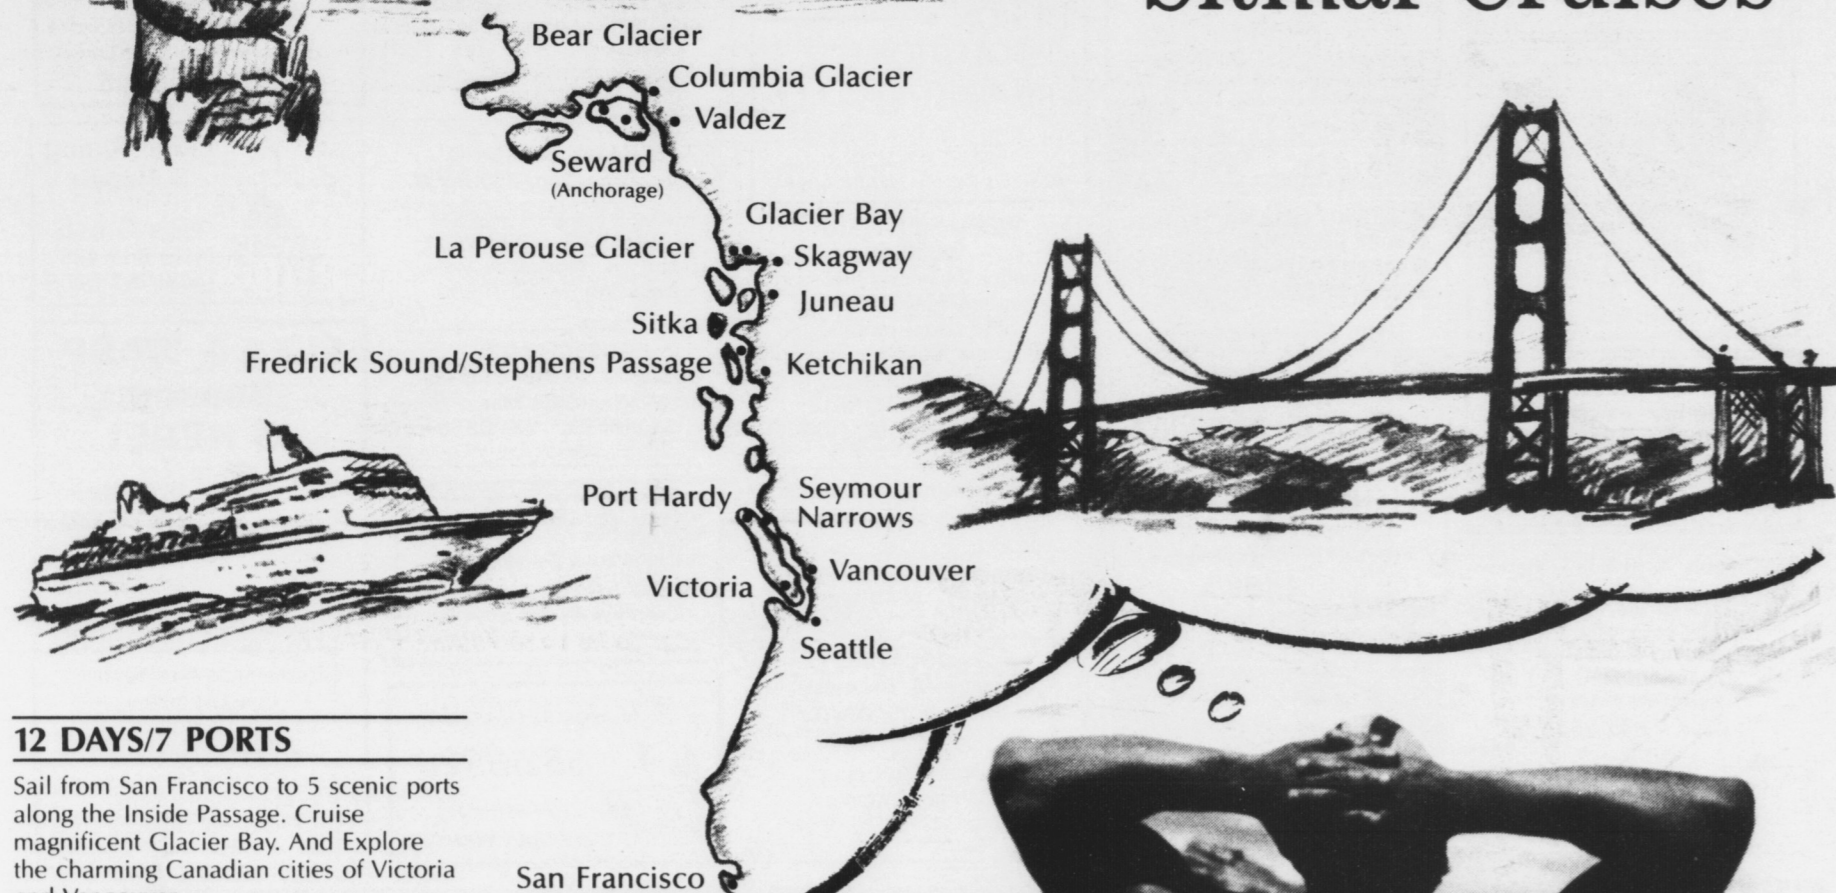 Sitmar Cruises
Bear Glacier
Columbia Glacier
Valdez
Seward
(Anchorage)
Glacier Bay
La Perouse Glacier
Skagway
Juneau
Sitka
Fredrick Sound/Stephens Passage
Ketchikan
Port Hardy
Seymour
Narrows
Vancouver
Victoria
Seattle
12 DAYS/7 PORTS
Sail from San Francisco to 5 scenic ports
along the Inside Passage. Cruise
magnificent Glacier Bay. And Explore
the charming Canadian cities of Victoria
San Francisco